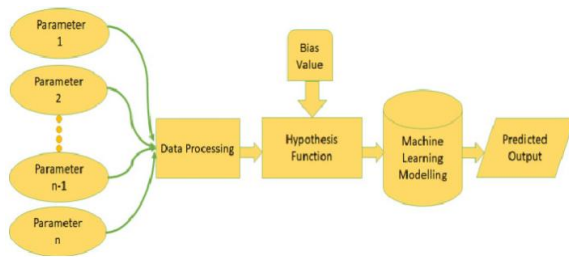 Parameter
1
Parameter
2
Parameter
n-1
Parameter
n
Data Processing
Bias
Value
Hypothesis
Function
Machine
Learning
Modelling
Predicted
Output